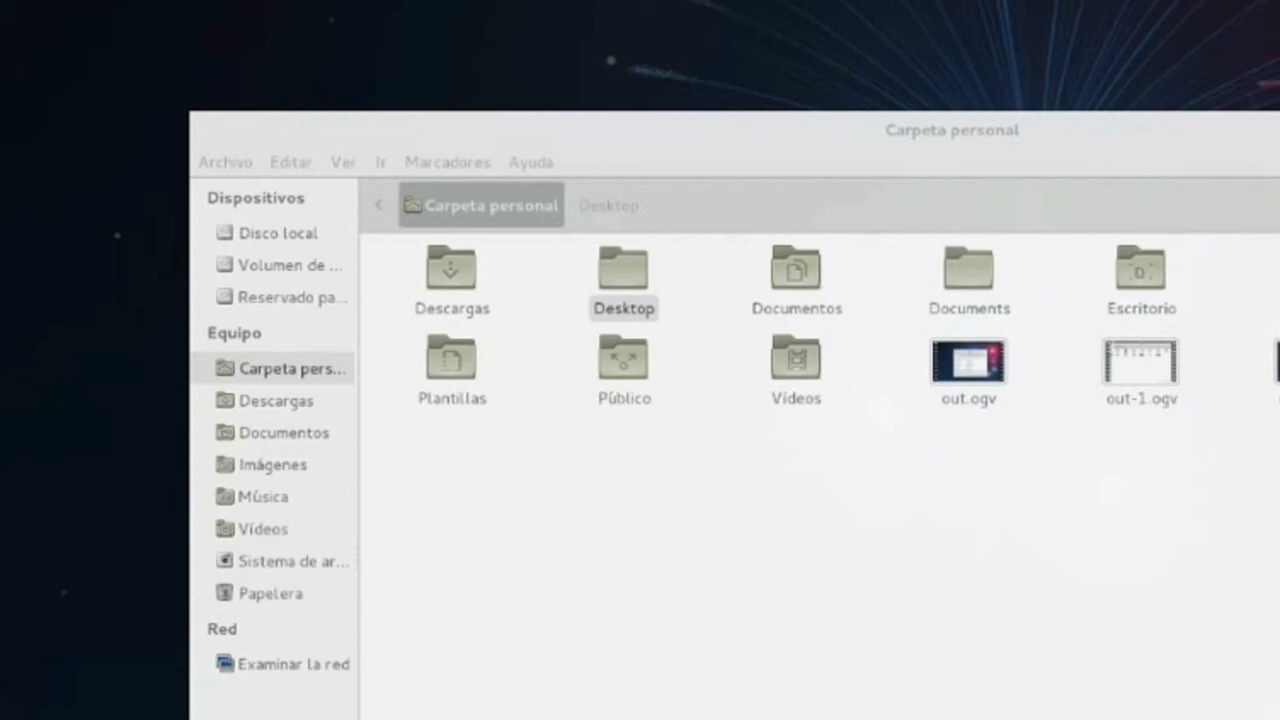 Carpeta personal
Archivo Editar Ver Ir Marcadores Ayuda
Dispositivos
Disco local
Volumen de ...
Reservado pa...
Equipo
Carpeta pers...
Descargas
Documentos
Imágenes
Música
Vídeos
Sistema de ar...
Papelera
Red
Examinar la red
Carpeta personal Desktop
Descargas Desktop Documentos Documents Escritorio
Plantillas Público Vídeos out.ogv out-1.ogv